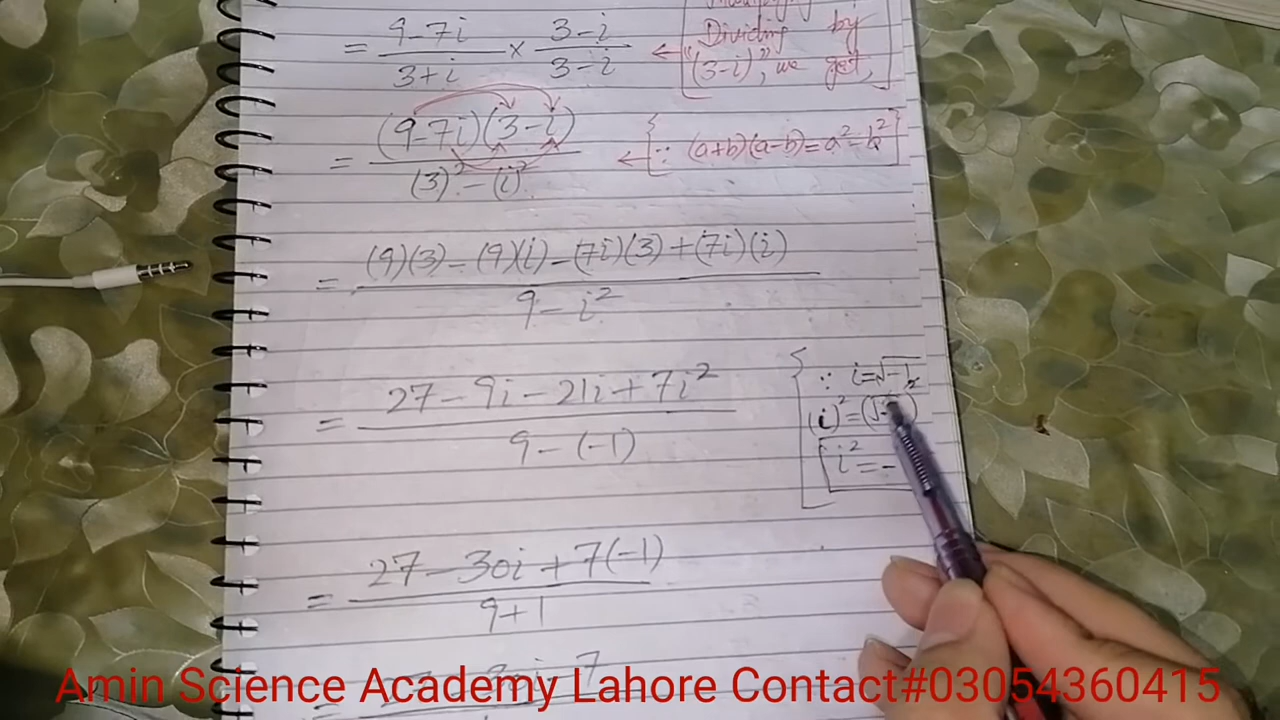 = 9-7i / 3+i × 3-i / 3-i ←
Dividing by
"(3-i)", we get,
= (9-7i)(3-i) / (3)² - (i)² ← { ∵ (a+b)(a-b)=a²-b² }
= (9)(3) - (9)(i) - (7i)(3) + (7i)(i) / 9 - i²
= 27 - 9i - 21i + 7i² / 9 - (-1)
∵ i=√-1
(i)² = (√-1)²
i² = -
= 27 - 30i + 7(-1) / 9+1
Amin Science Academy Lahore Contact#03054360415